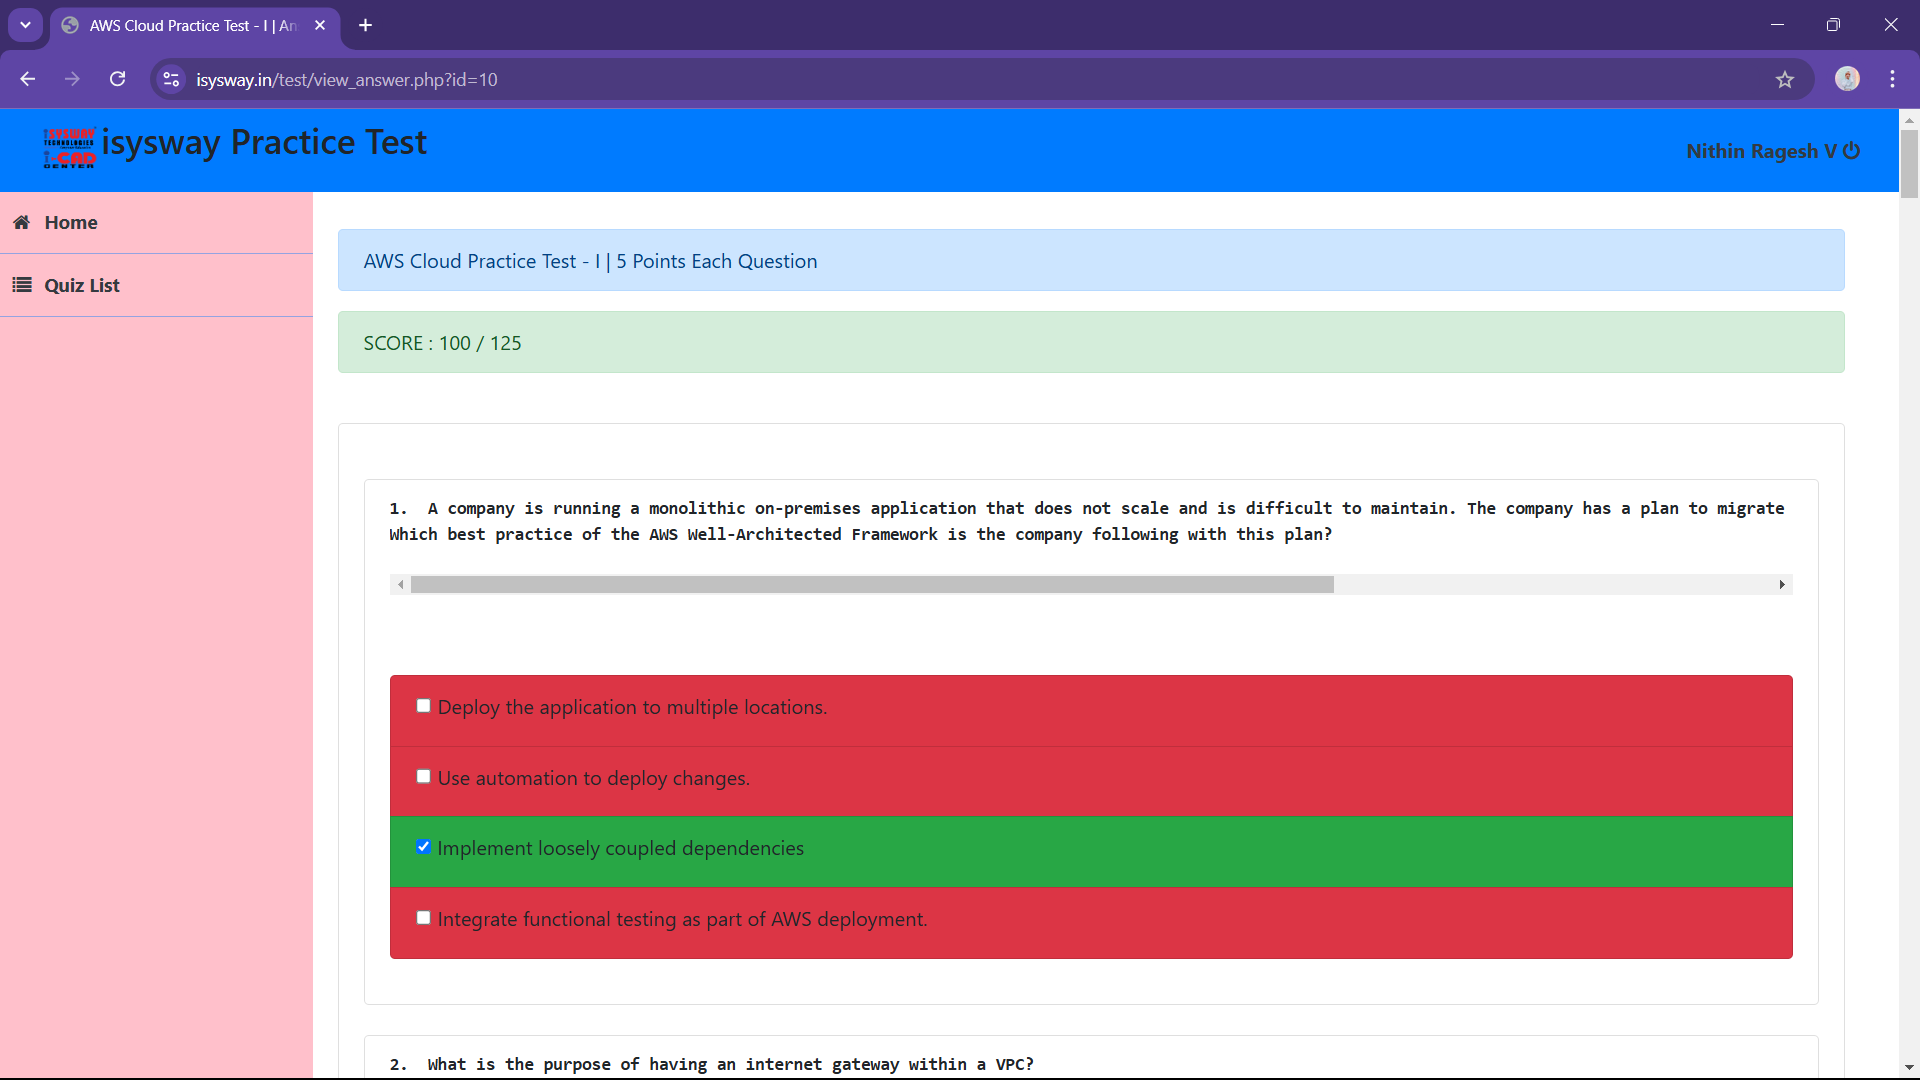 AWS Cloud Practice Test - I | An
isysway.in/test/view_answer.php?id=10
ISYSWAY
TECHNOLOGIES
i-CAD
CENTER
isysway Practice Test
Nithin Ragesh V
Home
Quiz List
AWS Cloud Practice Test - I | 5 Points Each Question
SCORE : 100 / 125
1. A company is running a monolithic on-premises application that does not scale and is difficult to maintain. The company has a plan to migrate
Which best practice of the AWS Well-Architected Framework is the company following with this plan?
Deploy the application to multiple locations.
Use automation to deploy changes.
Implement loosely coupled dependencies
Integrate functional testing as part of AWS deployment.
2. What is the purpose of having an internet gateway within a VPC?